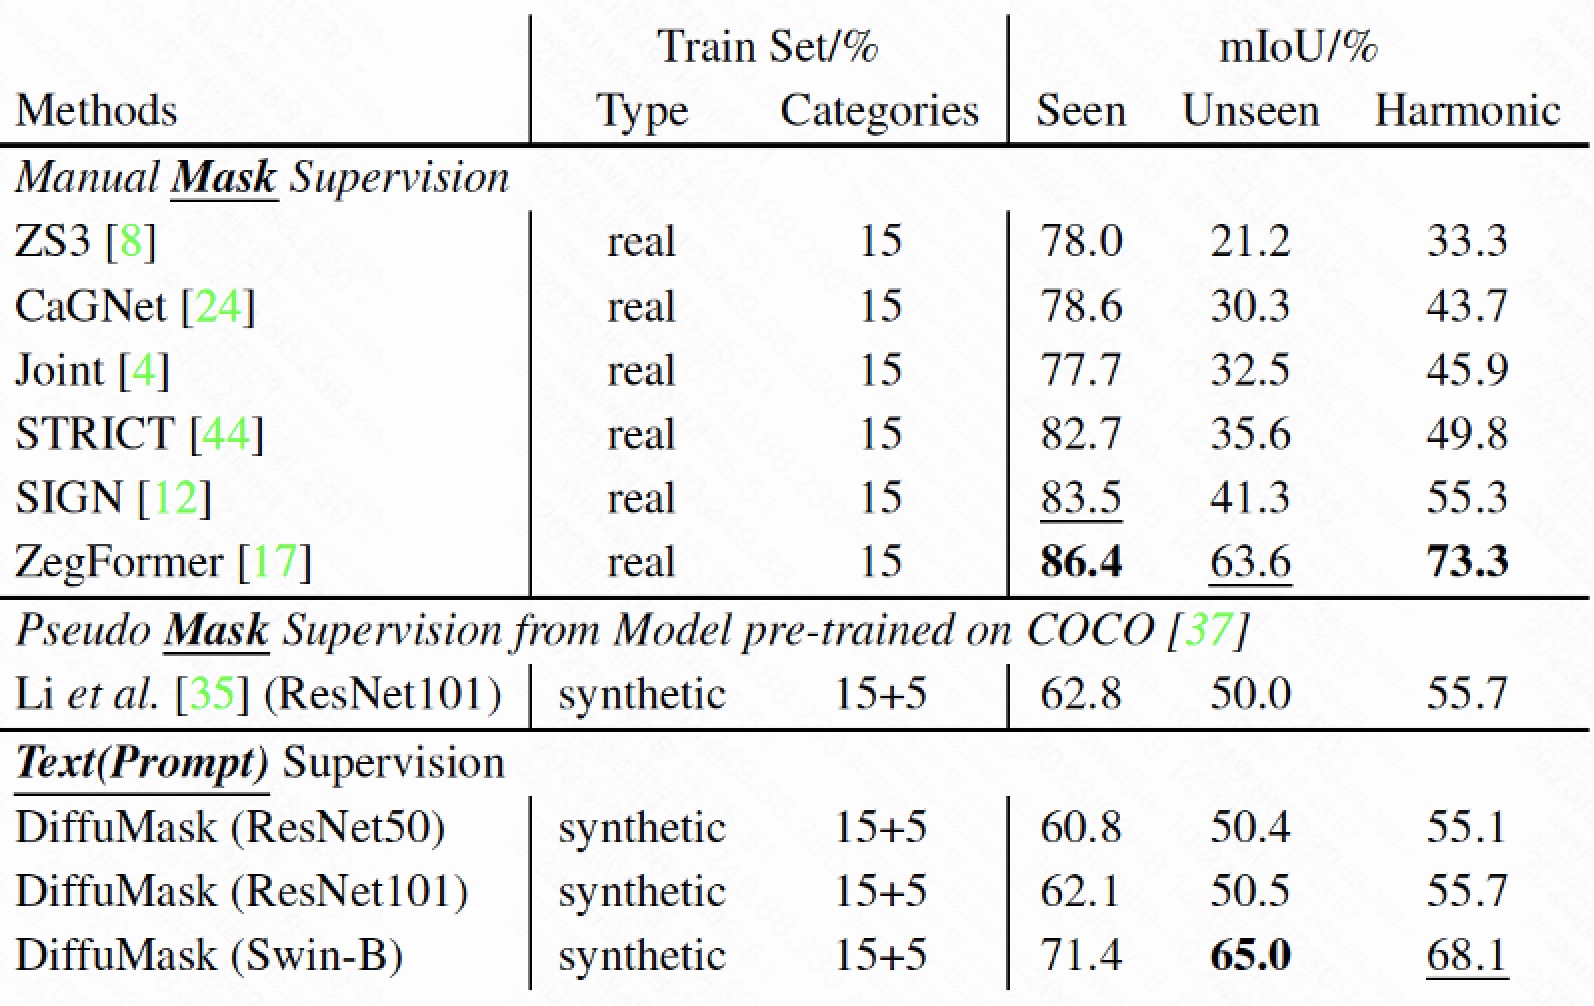 Train Set/% mIoU/%
Methods Type Categories Seen Unseen Harmonic
Manual Mask Supervision
ZS3 [8] real 15 78.0 21.2 33.3
CaGNet [24] real 15 78.6 30.3 43.7
Joint [4] real 15 77.7 32.5 45.9
STRICT [44] real 15 82.7 35.6 49.8
SIGN [12] real 15 83.5 41.3 55.3
ZegFormer [17] real 15 86.4 63.6 73.3
Pseudo Mask Supervision from Model pre-trained on COCO [37]
Li et al. [35] (ResNet101) synthetic 15+5 62.8 50.0 55.7
Text(Prompt) Supervision
DiffuMask (ResNet50) synthetic 15+5 60.8 50.4 55.1
DiffuMask (ResNet101) synthetic 15+5 62.1 50.5 55.7
DiffuMask (Swin-B) synthetic 15+5 71.4 65.0 68.1